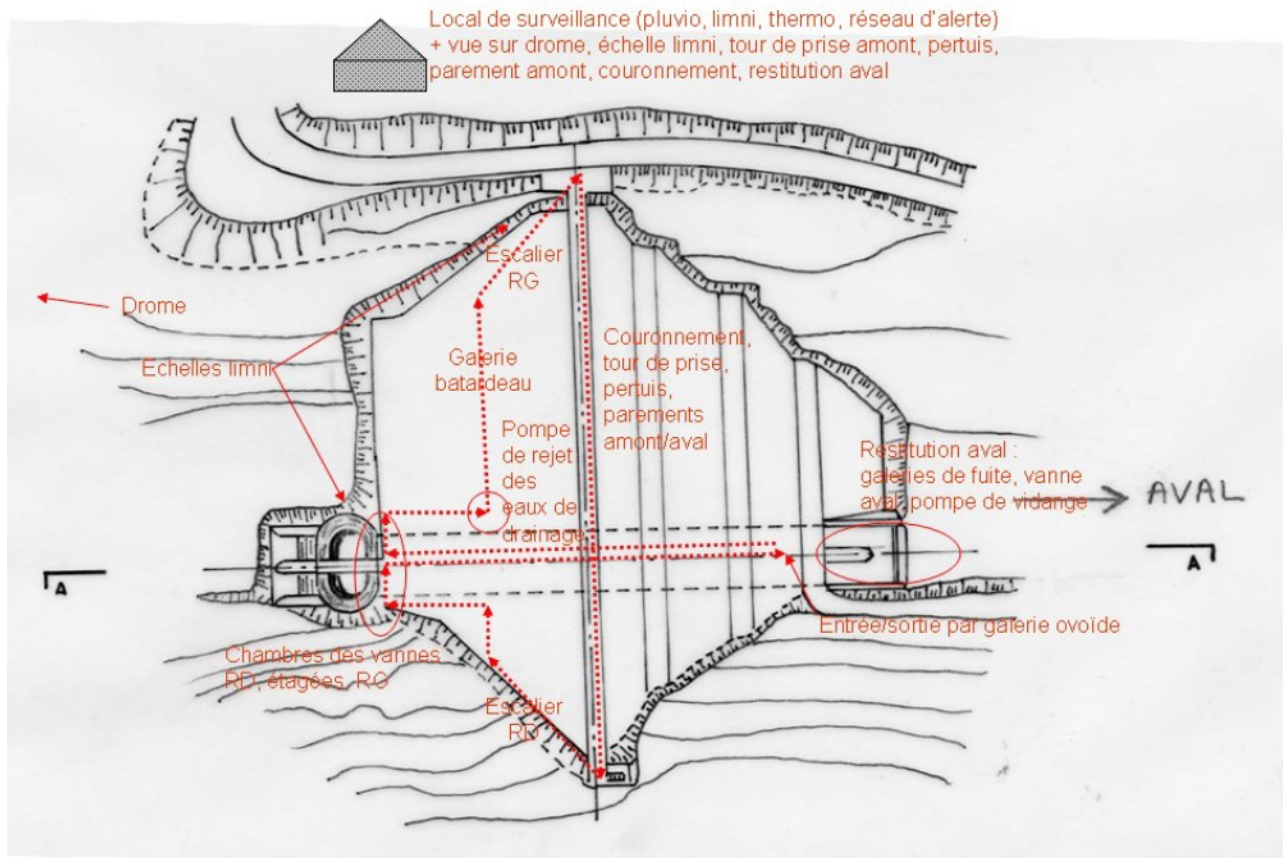 Local de surveillance (pluvio, limni, thermo, réseau d'alerte)
+ vue sur drome, échelle limni, tour de prise amont, pertuis,
parement amont, couronnement, restitution aval
Escalier
RG
Drome
Echelles limni
Galerie
batardeau
Couronnement,
tour de prise,
pertuis,
parements
amont/aval
Pompe
de rejet
des
eaux de
drainage
Restitution aval :
galeries de fuite, vanne
aval, pompe de vidange
AVAL
A
A
Entrée/sortie par galerie ovoïde
Chambres des vannes
RD, étagées, RG
Escalier
RD